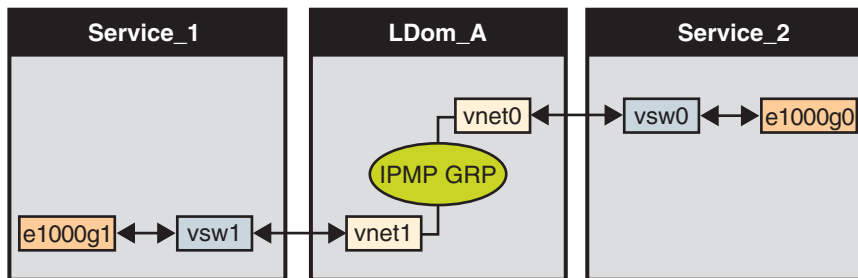 Service_1
LDom_A
Service_2
vnet0
vsw0
e1000g0
IPMP GRP
e1000g1
vsw1
vnet1